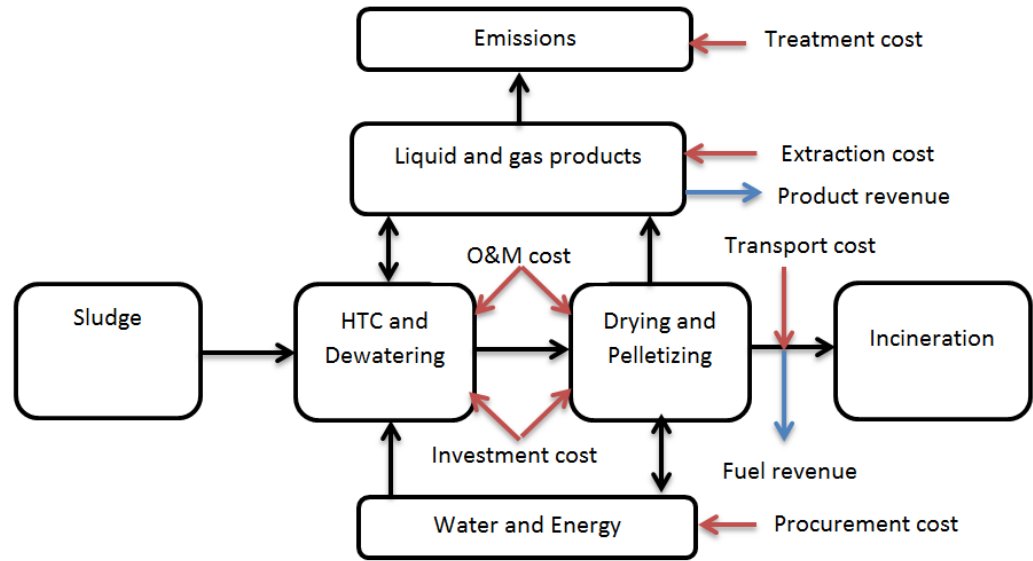 Emissions
Treatment cost
Liquid and gas products
Extraction cost
Product revenue
O&M cost
Transport cost
Sludge
HTC and
Dewatering
Drying and
Pelletizing
Incineration
Investment cost
Fuel revenue
Water and Energy
Procurement cost